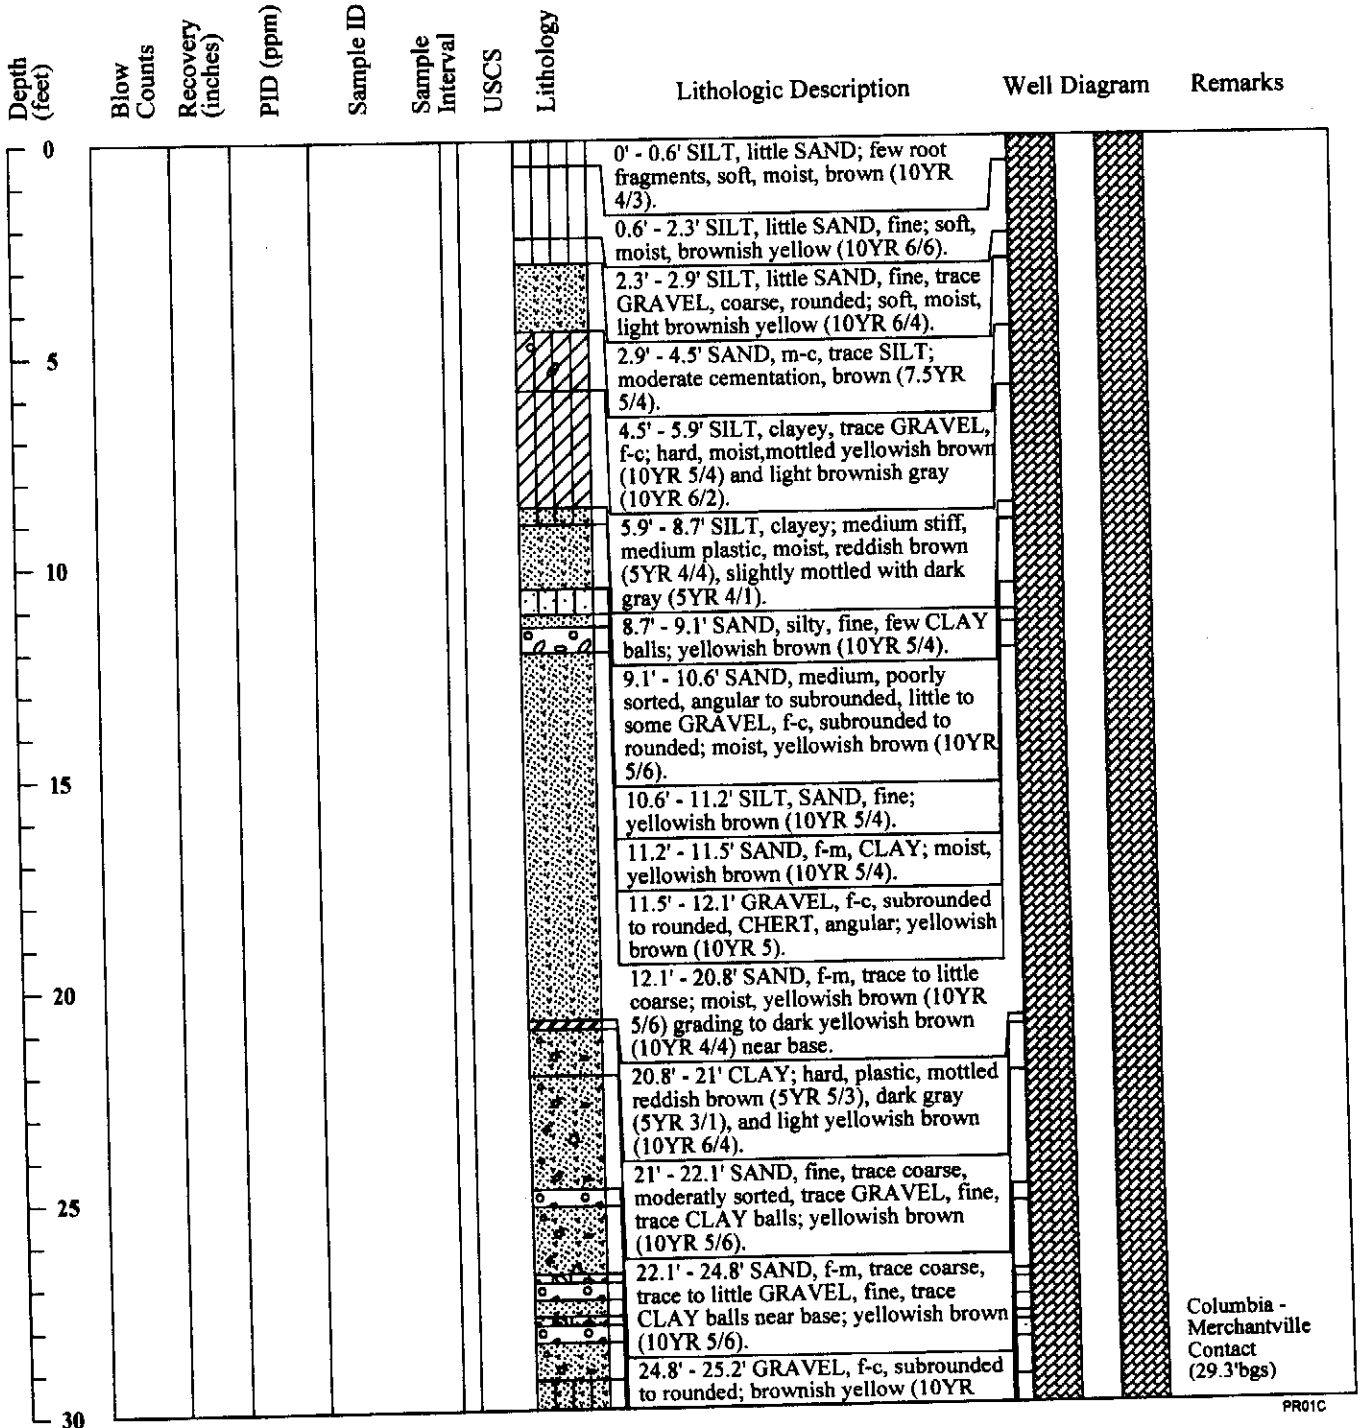 Depth (feet)
Blow Counts
Recovery (inches)
PID (ppm)
Sample ID
Sample Interval
USCS
Lithology
Lithologic Description
Well Diagram
Remarks
0
5
10
15
20
25
30
0' - 0.6' SILT, little SAND; few root
fragments, soft, moist, brown (10YR
4/3).
0.6' - 2.3' SILT, little SAND, fine; soft,
moist, brownish yellow (10YR 6/6).
2.3' - 2.9' SILT, little SAND, fine, trace
GRAVEL, coarse, rounded; soft, moist,
light brownish yellow (10YR 6/4).
2.9' - 4.5' SAND, m-c, trace SILT;
moderate cementation, brown (7.5YR
5/4).
4.5' - 5.9' SILT, clayey, trace GRAVEL,
f-c; hard, moist,mottled yellowish brown
(10YR 5/4) and light brownish gray
(10YR 6/2).
5.9' - 8.7' SILT, clayey; medium stiff,
medium plastic, moist, reddish brown
(5YR 4/4), slightly mottled with dark
gray (5YR 4/1).
8.7' - 9.1' SAND, silty, fine, few CLAY
balls; yellowish brown (10YR 5/4).
9.1' - 10.6' SAND, medium, poorly
sorted, angular to subrounded, little to
some GRAVEL, f-c, subrounded to
rounded; moist, yellowish brown (10YR
5/6).
10.6' - 11.2' SILT, SAND, fine;
yellowish brown (10YR 5/4).
11.2' - 11.5' SAND, f-m, CLAY; moist,
yellowish brown (10YR 5/4).
11.5' - 12.1' GRAVEL, f-c, subrounded
to rounded, CHERT, angular; yellowish
brown (10YR 5).
12.1' - 20.8' SAND, f-m, trace to little
coarse; moist, yellowish brown (10YR
5/6) grading to dark yellowish brown
(10YR 4/4) near base.
20.8' - 21' CLAY; hard, plastic, mottled
reddish brown (5YR 5/3), dark gray
(5YR 3/1), and light yellowish brown
(10YR 6/4).
21' - 22.1' SAND, fine, trace coarse,
moderatly sorted, trace GRAVEL, fine,
trace CLAY balls; yellowish brown
(10YR 5/6).
22.1' - 24.8' SAND, f-m, trace coarse,
trace to little GRAVEL, fine, trace
CLAY balls near base; yellowish brown
(10YR 5/6).
24.8' - 25.2' GRAVEL, f-c, subrounded
to rounded; brownish yellow (10YR
Columbia -
Merchantville
Contact
(29.3'bgs)
PR01C